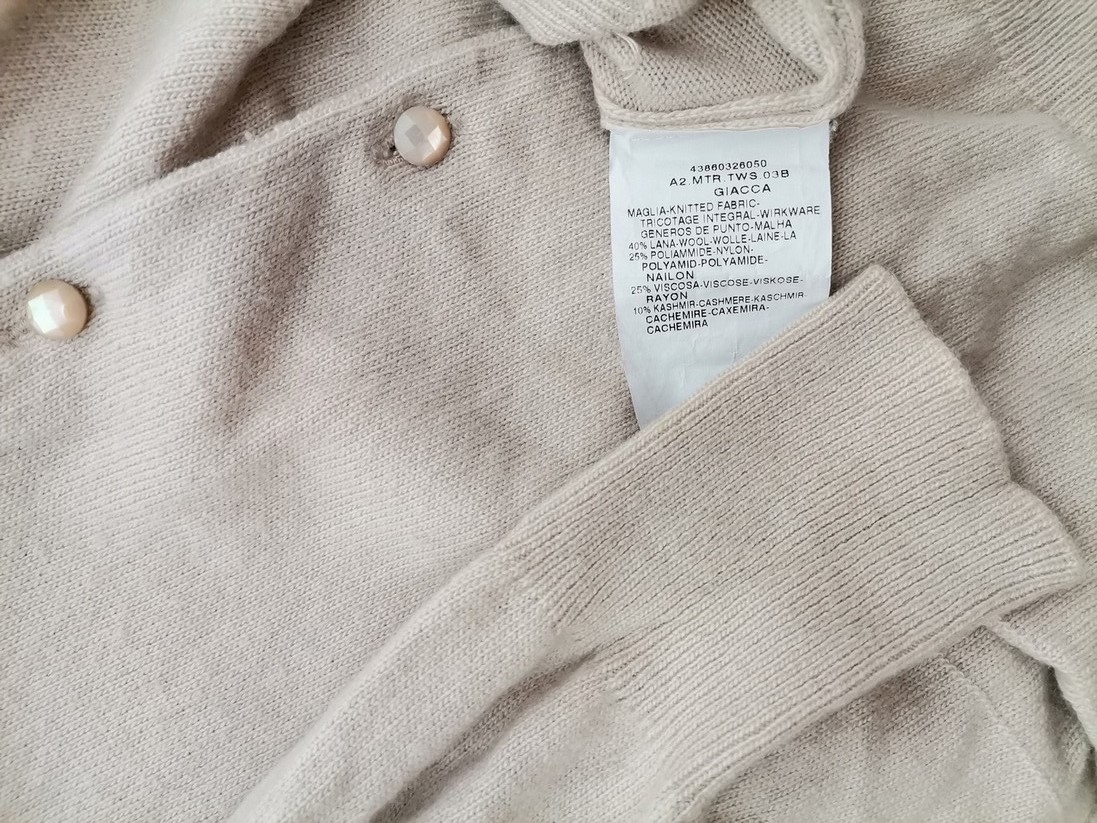 43860326050
A2.MTR.TWS.03B
GIACCA
MAGLIA-KNITTED FABRIC-
TRICOTAGE INTEGRAL-WIRKWARE
GENEROS DE PUNTO-MALHA
40% LANA-WOOL-WOLLE-LAINE-LA
25% POLIAMMIDE-NYLON-
POLYAMID-POLYAMIDE-
NAILON
25% VISCOSA-VISCOSE-VISKOSE-
RAYON
10% KASHMIR-CASHMERE-KASCHMIR-
CACHEMIRE-CAXEMIRA-
CACHEMIRA